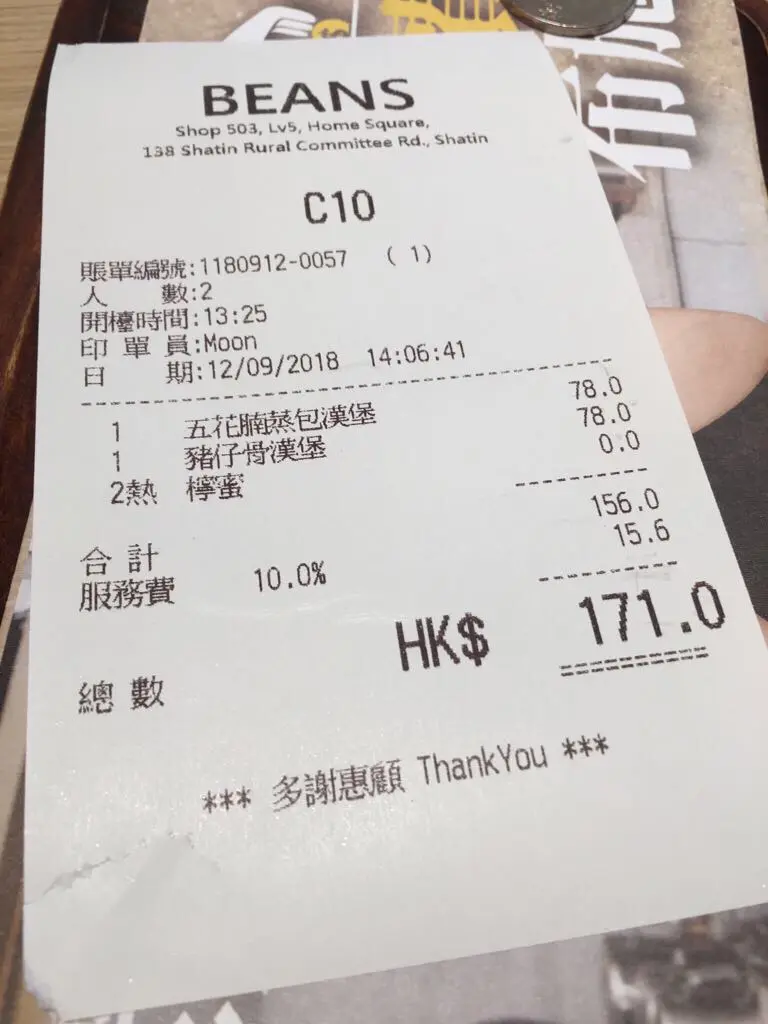 布施
BEANS
Shop 503, Lv5, Home Square,
138 Shatin Rural Committee Rd., Shatin
C10
賬單編號:1180912-0057 ( 1)
人 數:2
開檯時間:13:25
印 單 員:Moon
日 期:12/09/2018 14:06:41
1 五花腩蒸包漢堡 78.0
1 豬仔骨漢堡 78.0
2熱 檸蜜 0.0
合 計 156.0
服務費 10.0% 15.6
總 數 HK$ 171.0
*** 多謝惠顧 ThankYou ***